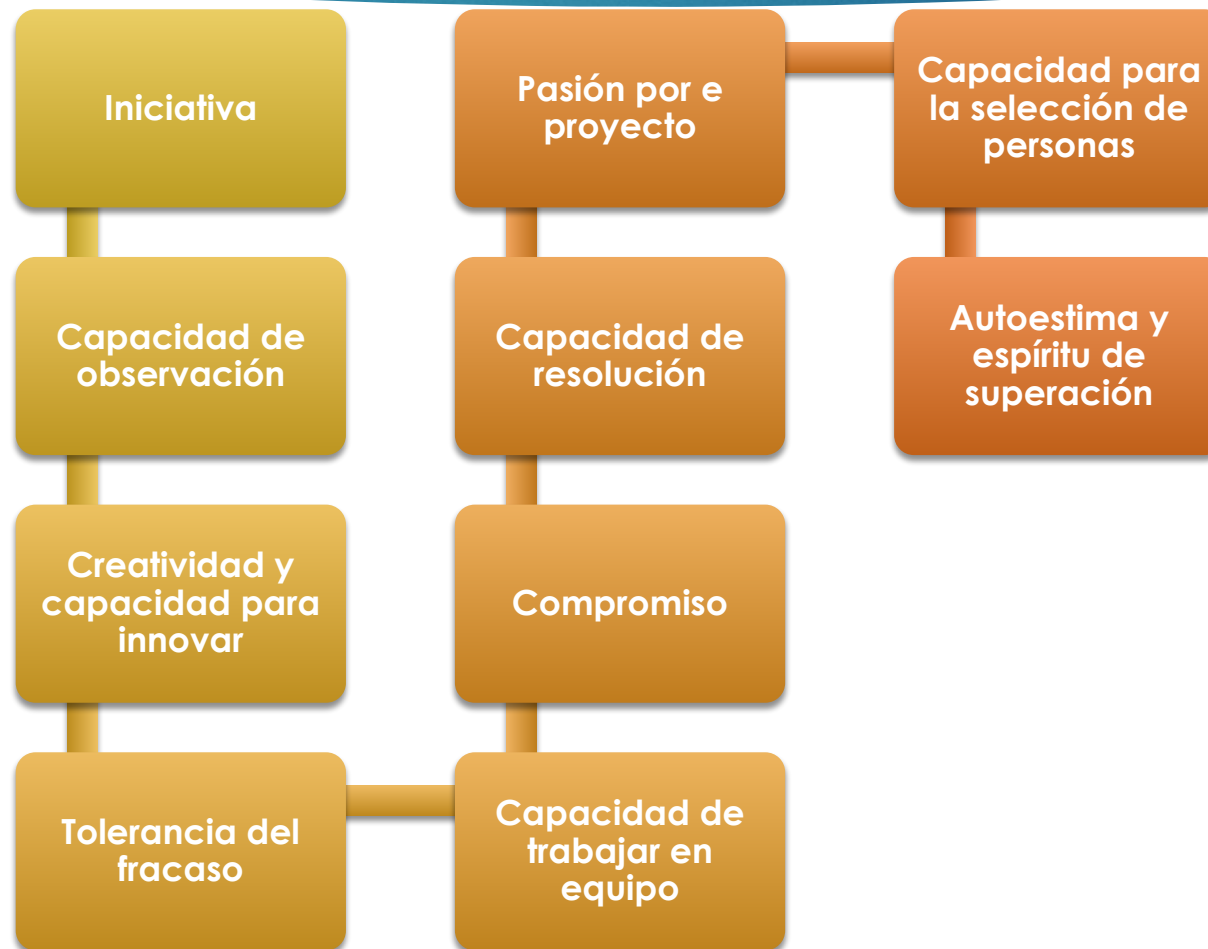 Iniciativa
Capacidad de
observación
Creatividad y
capacidad para
innovar
Tolerancia del
fracaso
Capacidad de
trabajar en
equipo
Compromiso
Capacidad de
resolución
Pasión por e
proyecto
Capacidad para
la selección de
personas
Autoestima y
espíritu de
superación